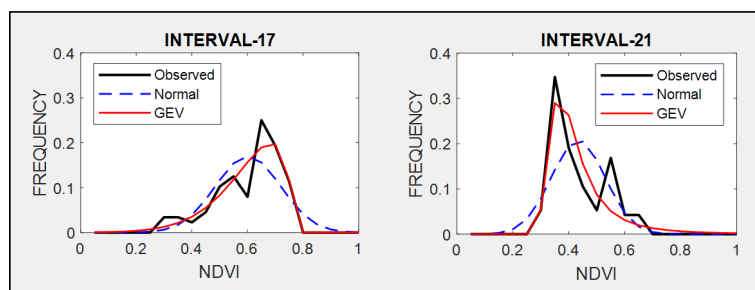 INTERVAL-17
FREQUENCY
0.4
0.3
0.2
0.1
0
Observed
Normal
GEV
0 0.2 0.4 0.6 0.8 1
NDVI
INTERVAL-21
FREQUENCY
0.4
0.3
0.2
0.1
0
Observed
Normal
GEV
0 0.2 0.4 0.6 0.8 1
NDVI